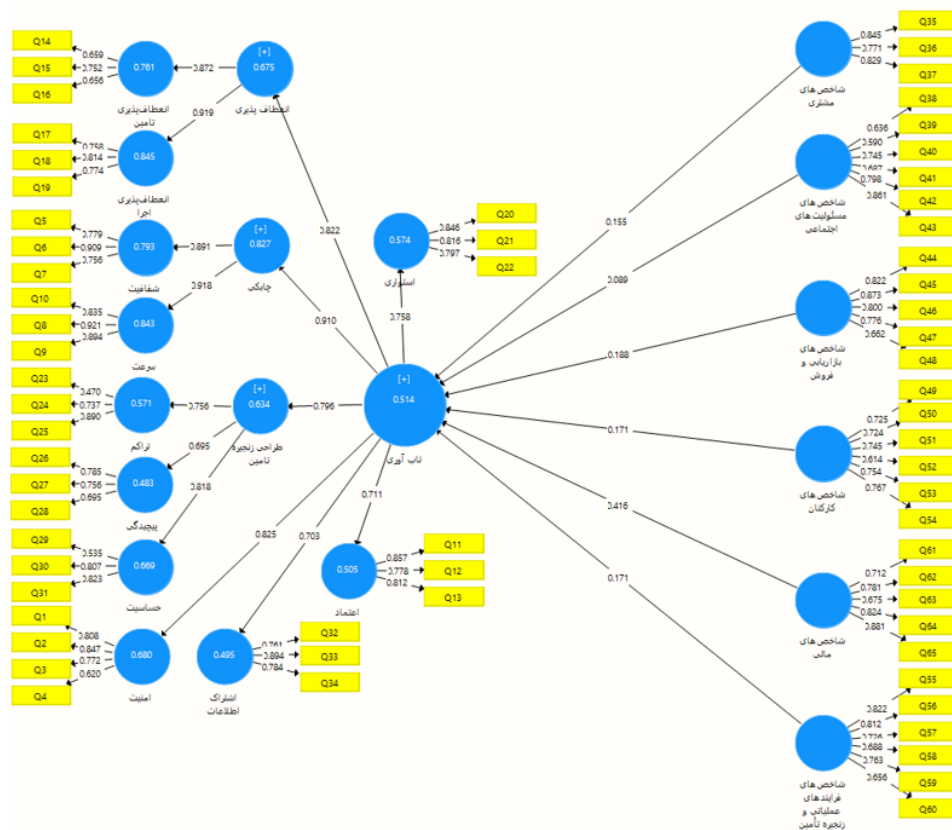 Q14
Q15
Q16
0.659
0.752
0.656
0.761
انعطاف‌پذیری
تامین
0.872
[+]
0.675
انعطاف پذیری
0.919
Q17
Q18
Q19
0.758
0.814
0.774
0.845
انعطاف‌پذیری
اجرا
0.822
Q5
Q6
Q7
0.779
0.909
0.756
0.793
شفافیت
0.891
[+]
0.827
چابکی
0.918
0.910
Q10
Q8
Q9
0.835
0.921
0.894
0.843
سرعت
Q23
Q24
Q25
0.470
0.737
0.890
0.571
تراکم
0.756
[+]
0.634
طراحی زنجیره
تامین
0.796
0.695
0.818
Q26
Q27
Q28
0.785
0.756
0.695
0.483
پیچیدگی
Q29
Q30
Q31
0.535
0.807
0.823
0.669
حساسیت
Q1
Q2
Q3
Q4
0.808
0.847
0.772
0.620
0.680
امنیت
0.825
0.495
اشتراک
اطلاعات
0.703
0.761
0.894
0.784
Q32
Q33
Q34
0.505
اعتماد
0.711
0.857
0.778
0.812
Q11
Q12
Q13
0.574
استواری
0.758
0.846
0.816
0.797
Q20
Q21
Q22
[+]
0.514
تاب آوری
0.155
0.089
0.188
0.171
0.416
0.171
شاخص های
مشتری
0.845
0.771
0.829
Q35
Q36
Q37
شاخص های
مسئولیت های
اجتماعی
0.636
0.590
0.745
0.687
0.798
0.861
Q38
Q39
Q40
Q41
Q42
Q43
شاخص های
بازاریابی و
فروش
0.822
0.873
0.800
0.776
0.662
Q44
Q45
Q46
Q47
Q48
شاخص های
کارکنان
0.725
0.724
0.745
0.614
0.754
0.767
Q49
Q50
Q51
Q52
Q53
Q54
شاخص های
مالی
0.712
0.781
0.675
0.824
0.881
Q61
Q62
Q63
Q64
Q65
شاخص های
فرایندهای
عملیاتی و
زنجیره تأمین
0.822
0.812
0.726
0.688
0.763
0.656
Q55
Q56
Q57
Q58
Q59
Q60